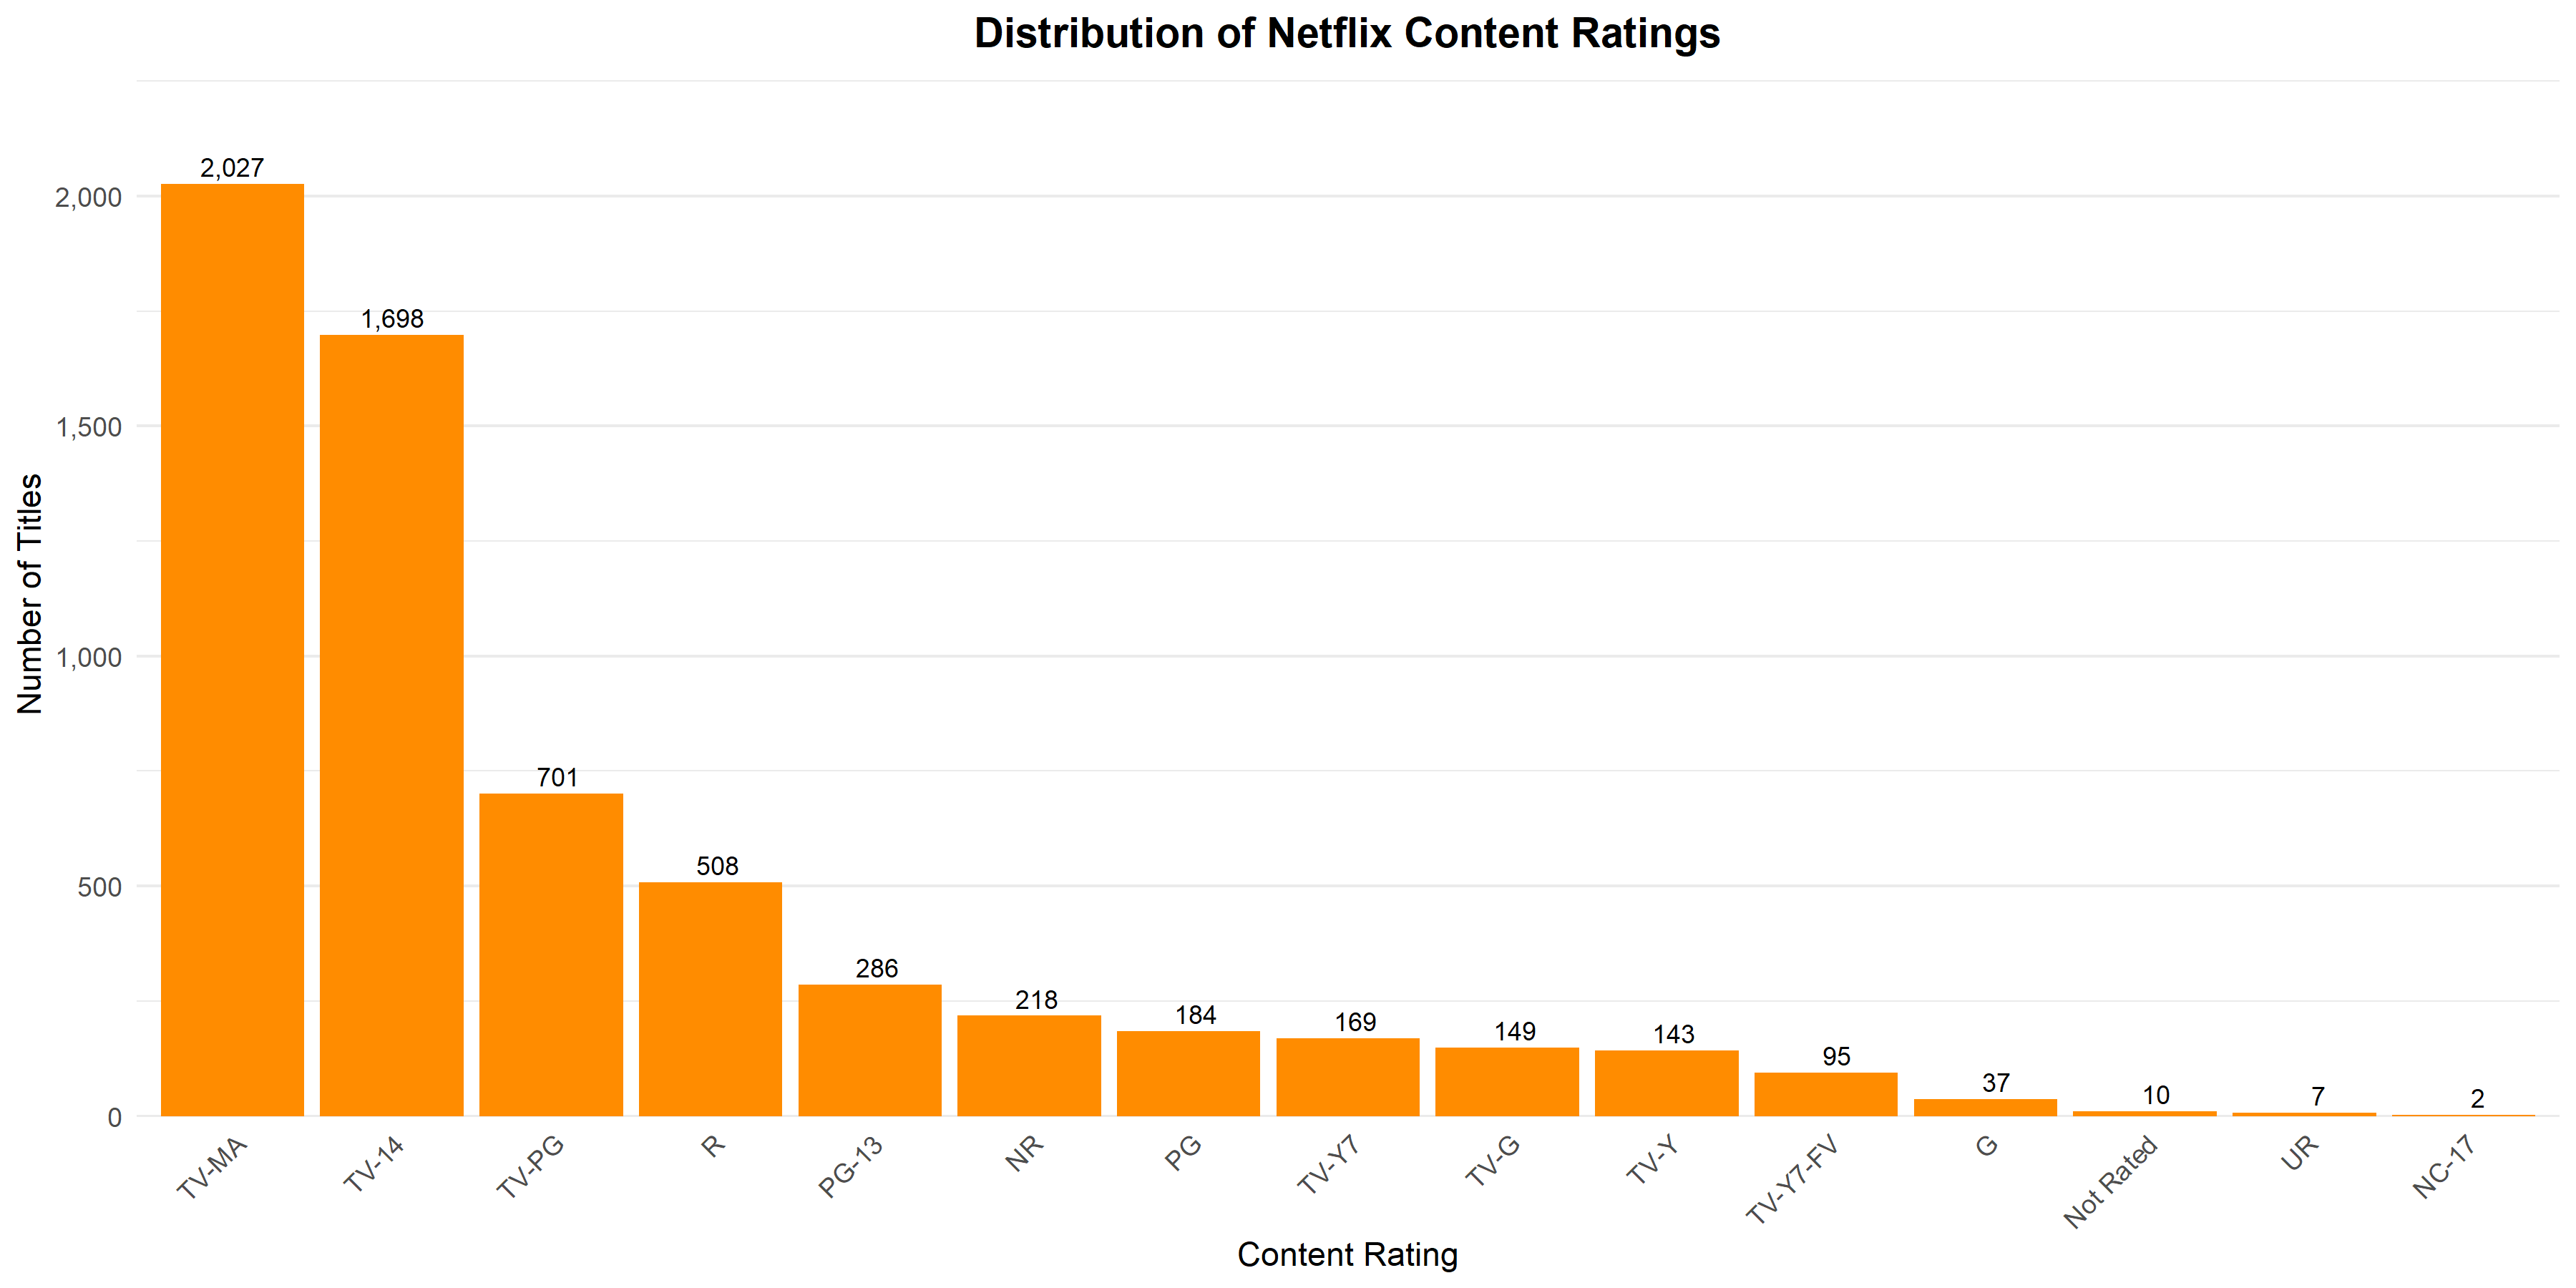 Distribution of Netflix Content Ratings
Number of Titles
2,000
1,500
1,000
500
0
2,027
1,698
701
508
286
218
184
169
149
143
95
37
10
7
2
TV-MA
TV-14
TV-PG
R
PG-13
NR
PG
TV-Y7
TV-G
TV-Y
TV-Y7-FV
G
Not Rated
UR
NC-17
Content Rating